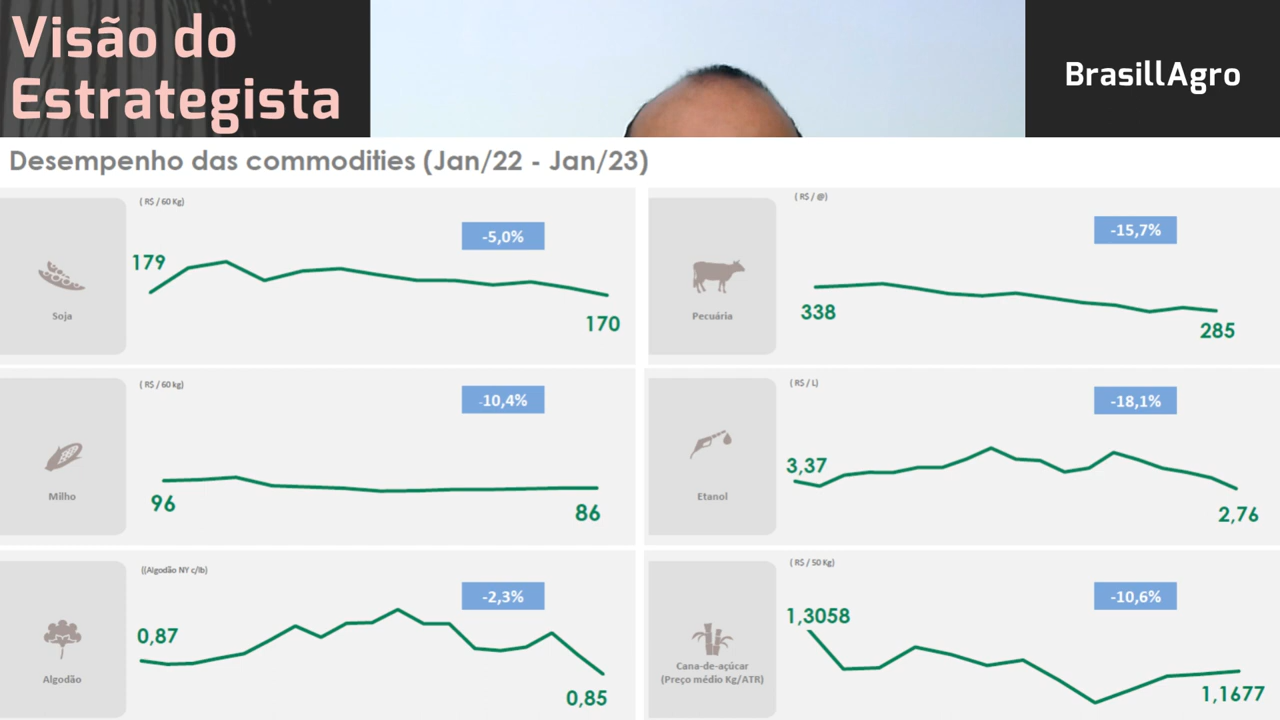 Visão do
Estrategista
BrasillAgro
Desempenho das commodities (Jan/22 - Jan/23)
( R$ / 60 Kg)
-5,0%
179
170
Soja
( R$ / @)
-15,7%
338
285
Pecuária
( R$ / 60 kg)
-10,4%
96
86
Milho
( R$ / L)
-18,1%
3,37
2,76
Etanol
((Algodão NY c/lb)
-2,3%
0,87
0,85
Algodão
( R$ / 50 Kg)
-10,6%
1,3058
1,1677
Cana-de-açúcar
(Preço médio Kg/ATR)